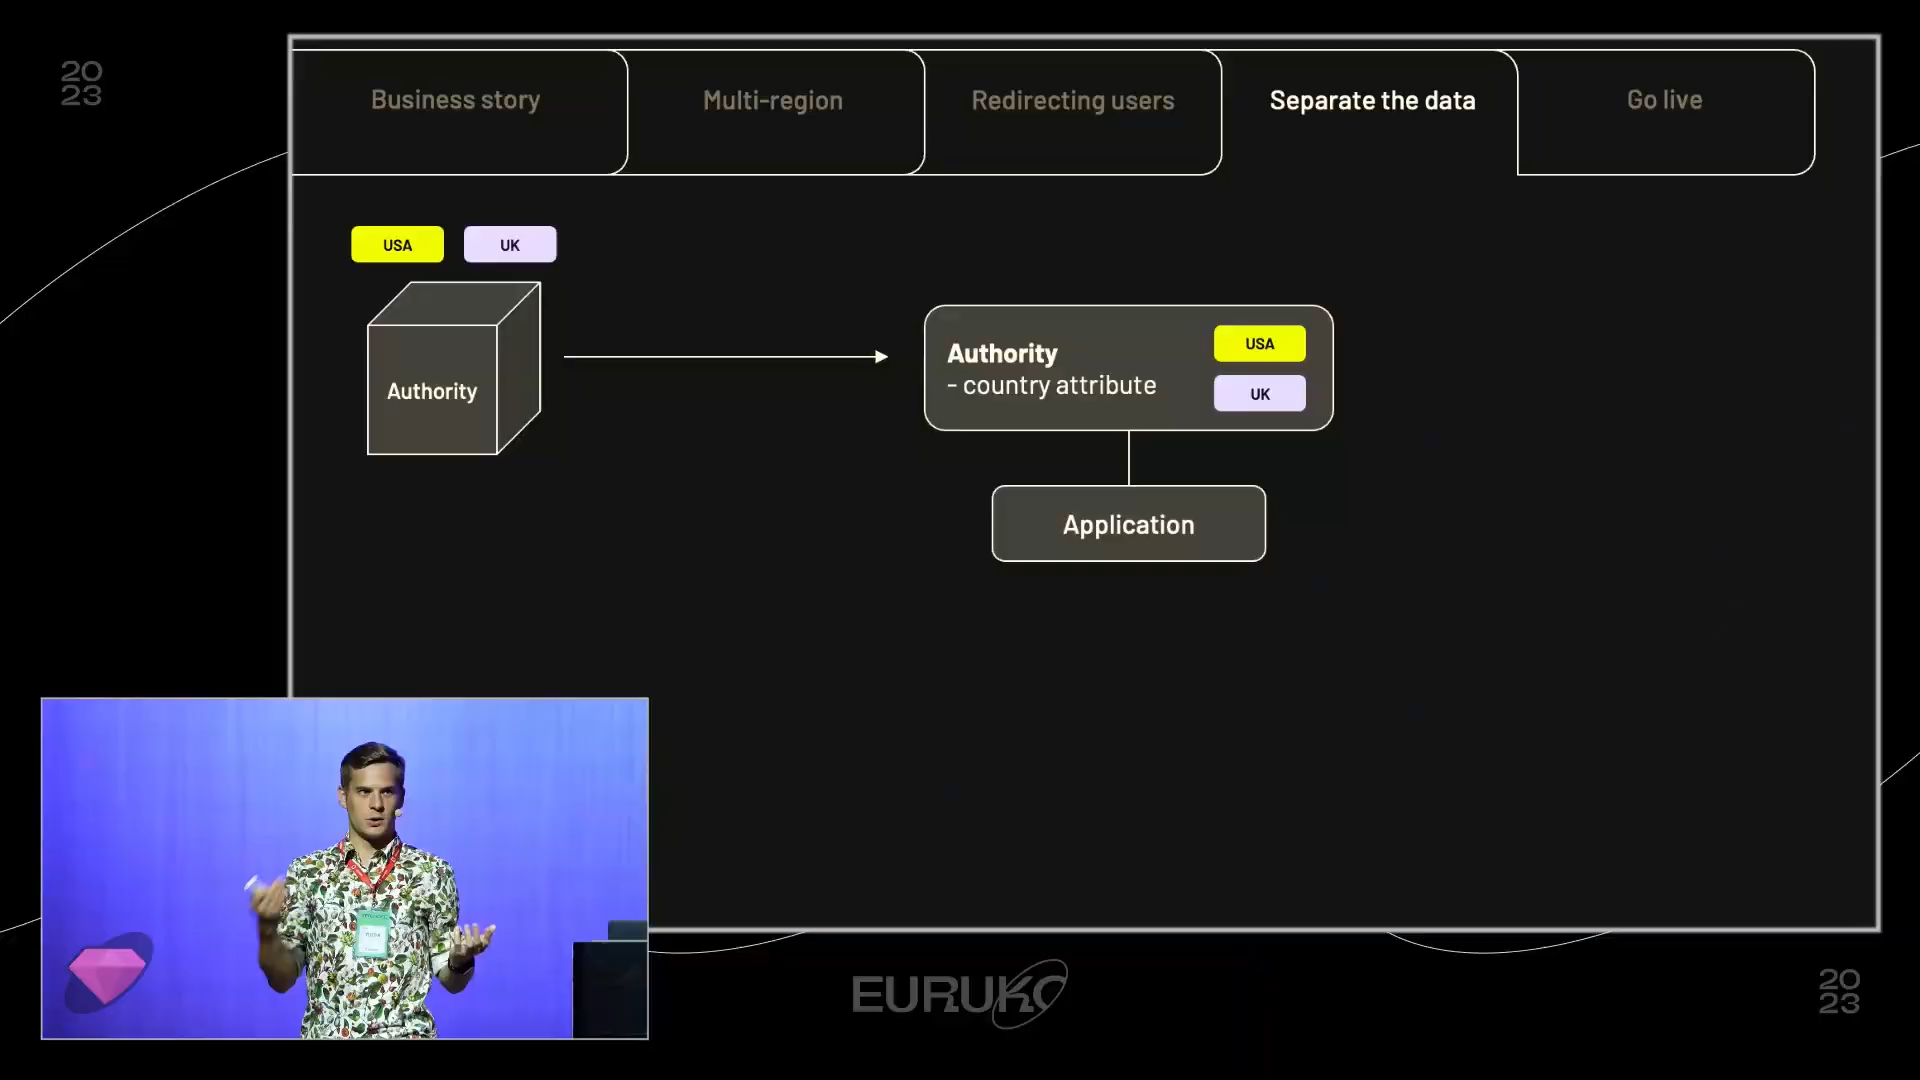 20
23
Business story
Multi-region
Redirecting users
Separate the data
Go live
USA
UK
Authority
Authority
- country attribute
USA
UK
Application
EURUKO
20
23